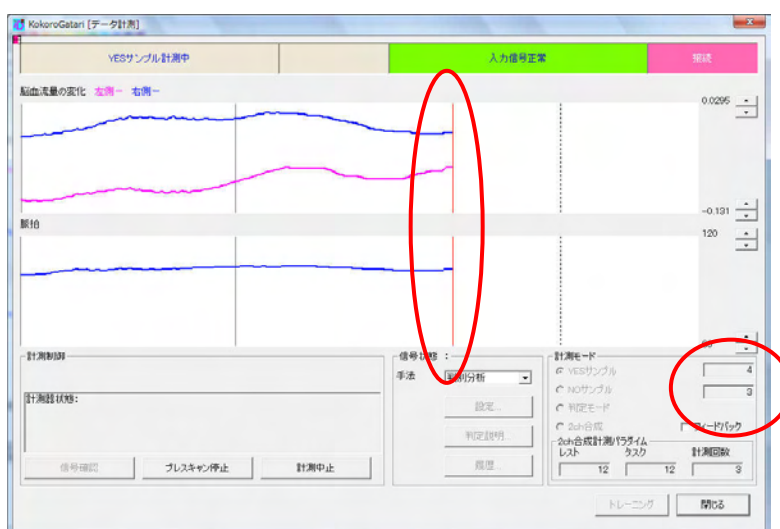 KokoroGatari [データ計測]
YESサンプル計測中
入力信号正常
接続
脳血流量の変化 左側ー 右側ー
0.0295
-0.131
脈拍
120
計測制御
計測器状態:
信号確認
プレスキャン停止
計測中止
信号状態 :
手法
判別分析
設定...
判定説明...
履歴...
計測モード
YESサンプル
4
NOサンプル
3
判定モード
2ch合成
フィードバック
2ch合成計測パラダイム
レスト
タスク
計測回数
12
12
3
トレーニング
閉じる